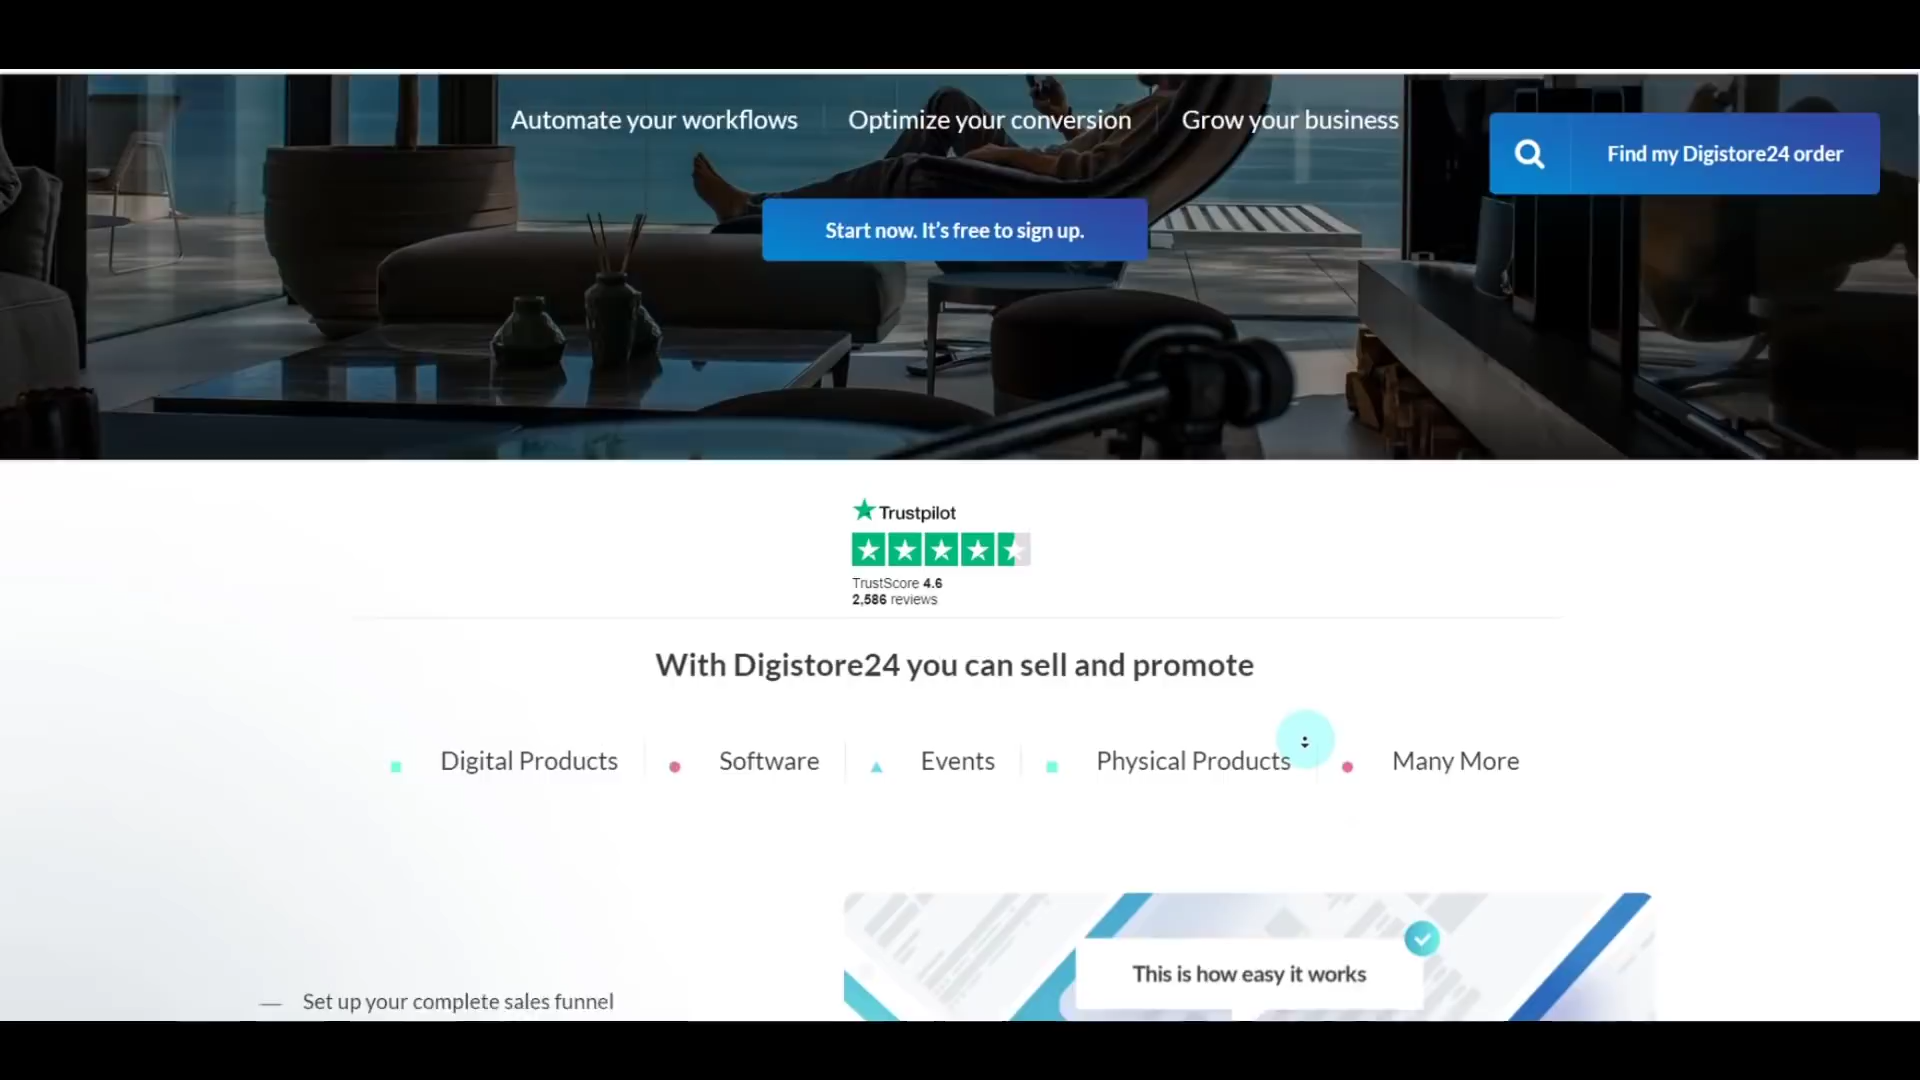 Automate your workflows
Optimize your conversion
Grow your business
Find my Digistore24 order
Start now. It's free to sign up.
Trustpilot
TrustScore 4.6
2,586 reviews
With Digistore24 you can sell and promote
Digital Products
Software
Events
Physical Products
Many More
This is how easy it works
Set up your complete sales funnel